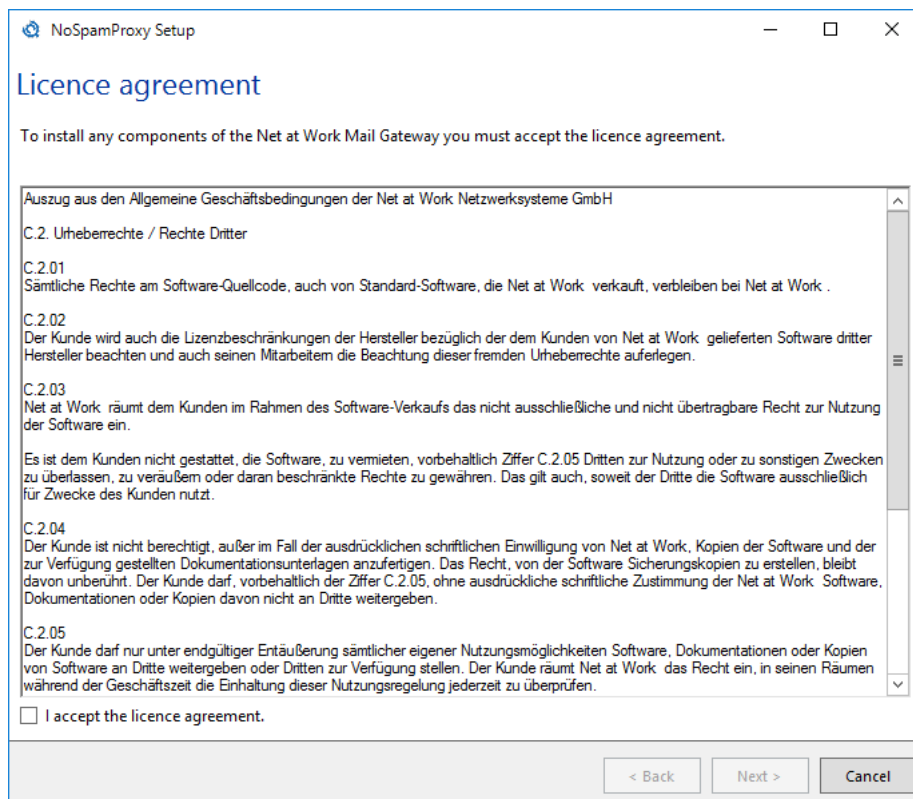 NoSpamProxy Setup
Licence agreement
To install any components of the Net at Work Mail Gateway you must accept the licence agreement.
Auszug aus den Allgemeine Geschäftsbedingungen der Net at Work Netzwerksysteme GmbH
C.2. Urheberrechte / Rechte Dritter
C.2.01
Sämtliche Rechte am Software-Quellcode, auch von Standard-Software, die Net at Work verkauft, verbleiben bei Net at Work .
C.2.02
Der Kunde wird auch die Lizenzbeschränkungen der Hersteller bezüglich der dem Kunden von Net at Work gelieferten Software dritter
Hersteller beachten und auch seinen Mitarbeitern die Beachtung dieser fremden Urheberrechte auferlegen.
C.2.03
Net at Work räumt dem Kunden im Rahmen des Software-Verkaufs das nicht ausschließliche und nicht übertragbare Recht zur Nutzung
der Software ein.
Es ist dem Kunden nicht gestattet, die Software, zu vermieten, vorbehaltlich Ziffer C.2.05 Dritten zur Nutzung oder zu sonstigen Zwecken
zu überlassen, zu veräußern oder daran beschränkte Rechte zu gewähren. Das gilt auch, soweit der Dritte die Software ausschließlich
für Zwecke des Kunden nutzt.
C.2.04
Der Kunde ist nicht berechtigt, außer im Fall der ausdrücklichen schriftlichen Einwilligung von Net at Work, Kopien der Software und der
zur Verfügung gestellten Dokumentationsunterlagen anzufertigen. Das Recht, von der Software Sicherungskopien zu erstellen, bleibt
davon unberührt. Der Kunde darf, vorbehaltlich der Ziffer C.2.05, ohne ausdrückliche schriftliche Zustimmung der Net at Work Software,
Dokumentationen oder Kopien davon nicht an Dritte weitergeben.
C.2.05
Der Kunde darf nur unter endgültiger Entäußerung sämtlicher eigener Nutzungsmöglichkeiten Software, Dokumentationen oder Kopien
von Software an Dritte weitergeben oder Dritten zur Verfügung stellen. Der Kunde räumt Net at Work das Recht ein, in seinen Räumen
während der Geschäftszeit die Einhaltung dieser Nutzungsregelung jederzeit zu überprüfen.
I accept the licence agreement.
< Back Next > Cancel